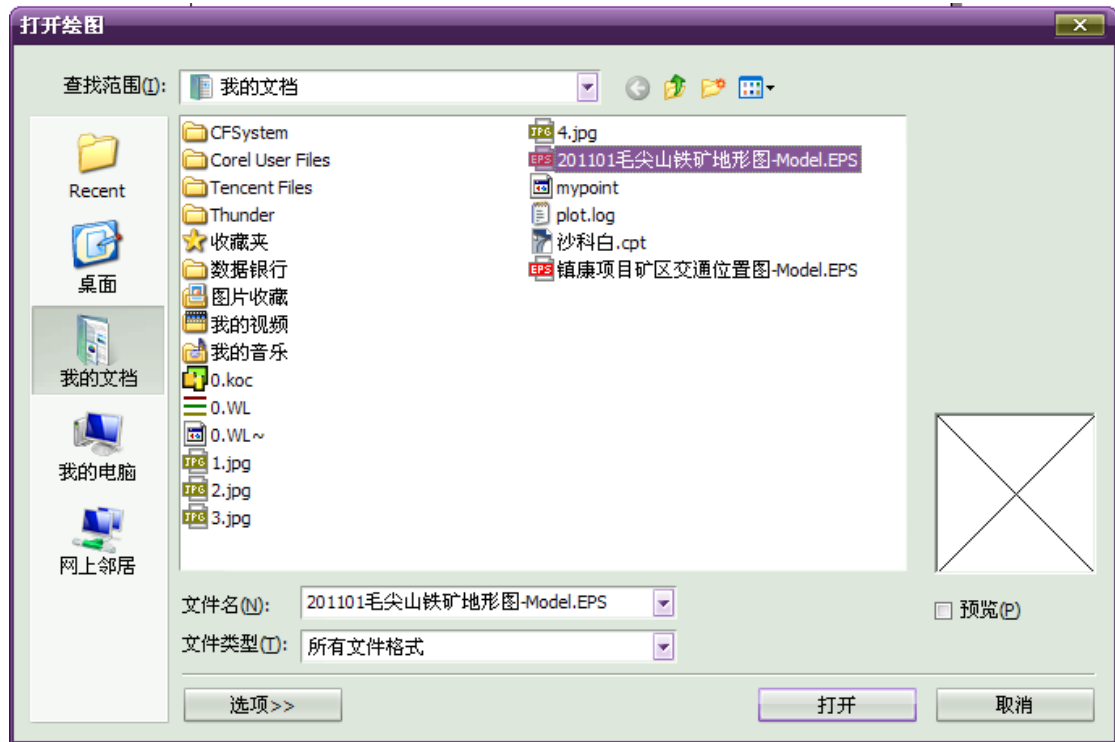 打开绘图
查找范围(I): 我的文档
Recent
桌面
我的文档
我的电脑
网上邻居
CFSystem
Corel User Files
Tencent Files
Thunder
收藏夹
数据银行
图片收藏
我的视频
我的音乐
0.koc
0.WL
0.WL~
1.jpg
2.jpg
3.jpg
4.jpg
201101毛尖山铁矿地形图-Model.EPS
mypoint
plot.log
沙科白.cpt
镇康项目矿区交通位置图-Model.EPS
文件名(N): 201101毛尖山铁矿地形图-Model.EPS
预览(P)
文件类型(T): 所有文件格式
选项>> 打开 取消